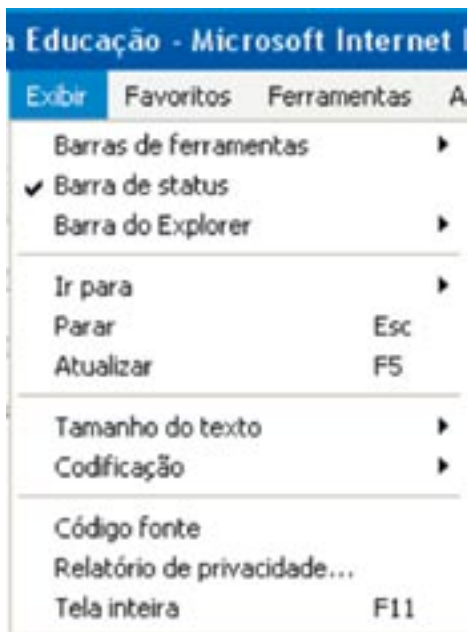 a Educação - Microsoft Internet
Exibir Favoritos Ferramentas A
Barras de ferramentas
Barra de status
Barra do Explorer
Ir para
Parar Esc
Atualizar F5
Tamanho do texto
Codificação
Código fonte
Relatório de privacidade...
Tela inteira F11